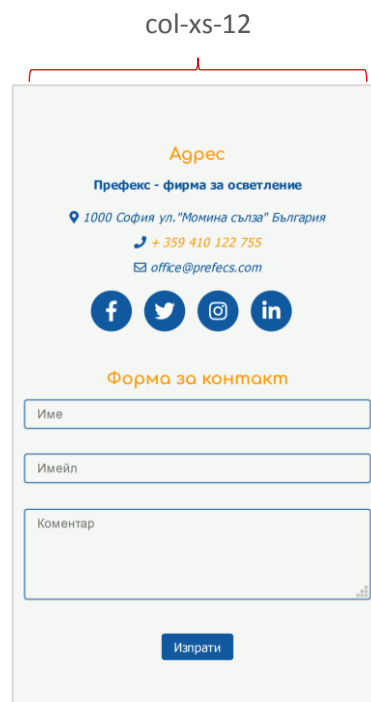 col-xs-12
Адрес
Префекс - фирма за осветление
1000 София ул."Момина сълза" България
+ 359 410 122 755
office@prefecs.com
Форма за контакт
Име
Имейл
Коментар
Изпрати